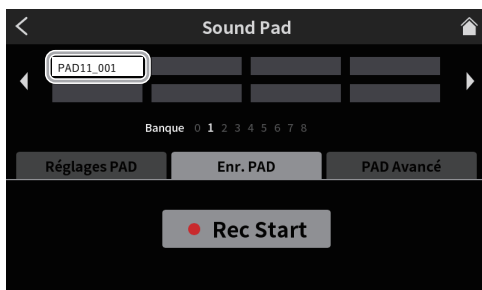 Sound Pad
PAD11_001
Banque 0 1 2 3 4 5 6 7 8
Réglages PAD
Enr. PAD
PAD Avancé
Rec Start